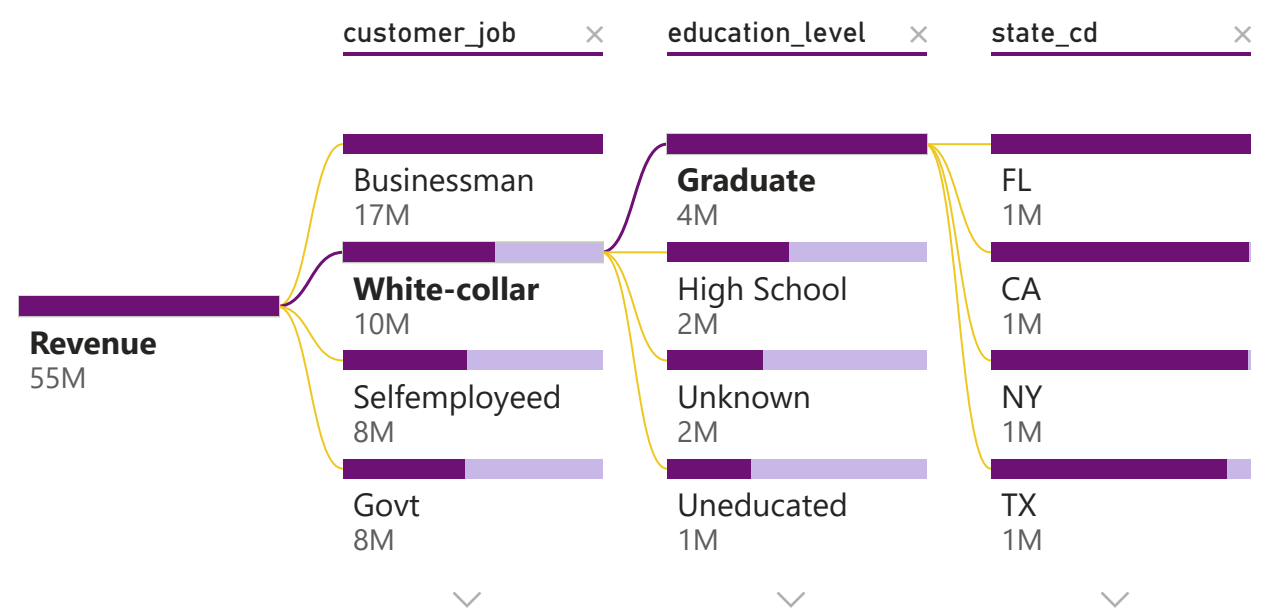 customer_job
education_level
state_cd
Revenue
55M
Businessman
17M
White-collar
10M
Selfemployeed
8M
Govt
8M
Graduate
4M
High School
2M
Unknown
2M
Uneducated
1M
FL
1M
CA
1M
NY
1M
TX
1M